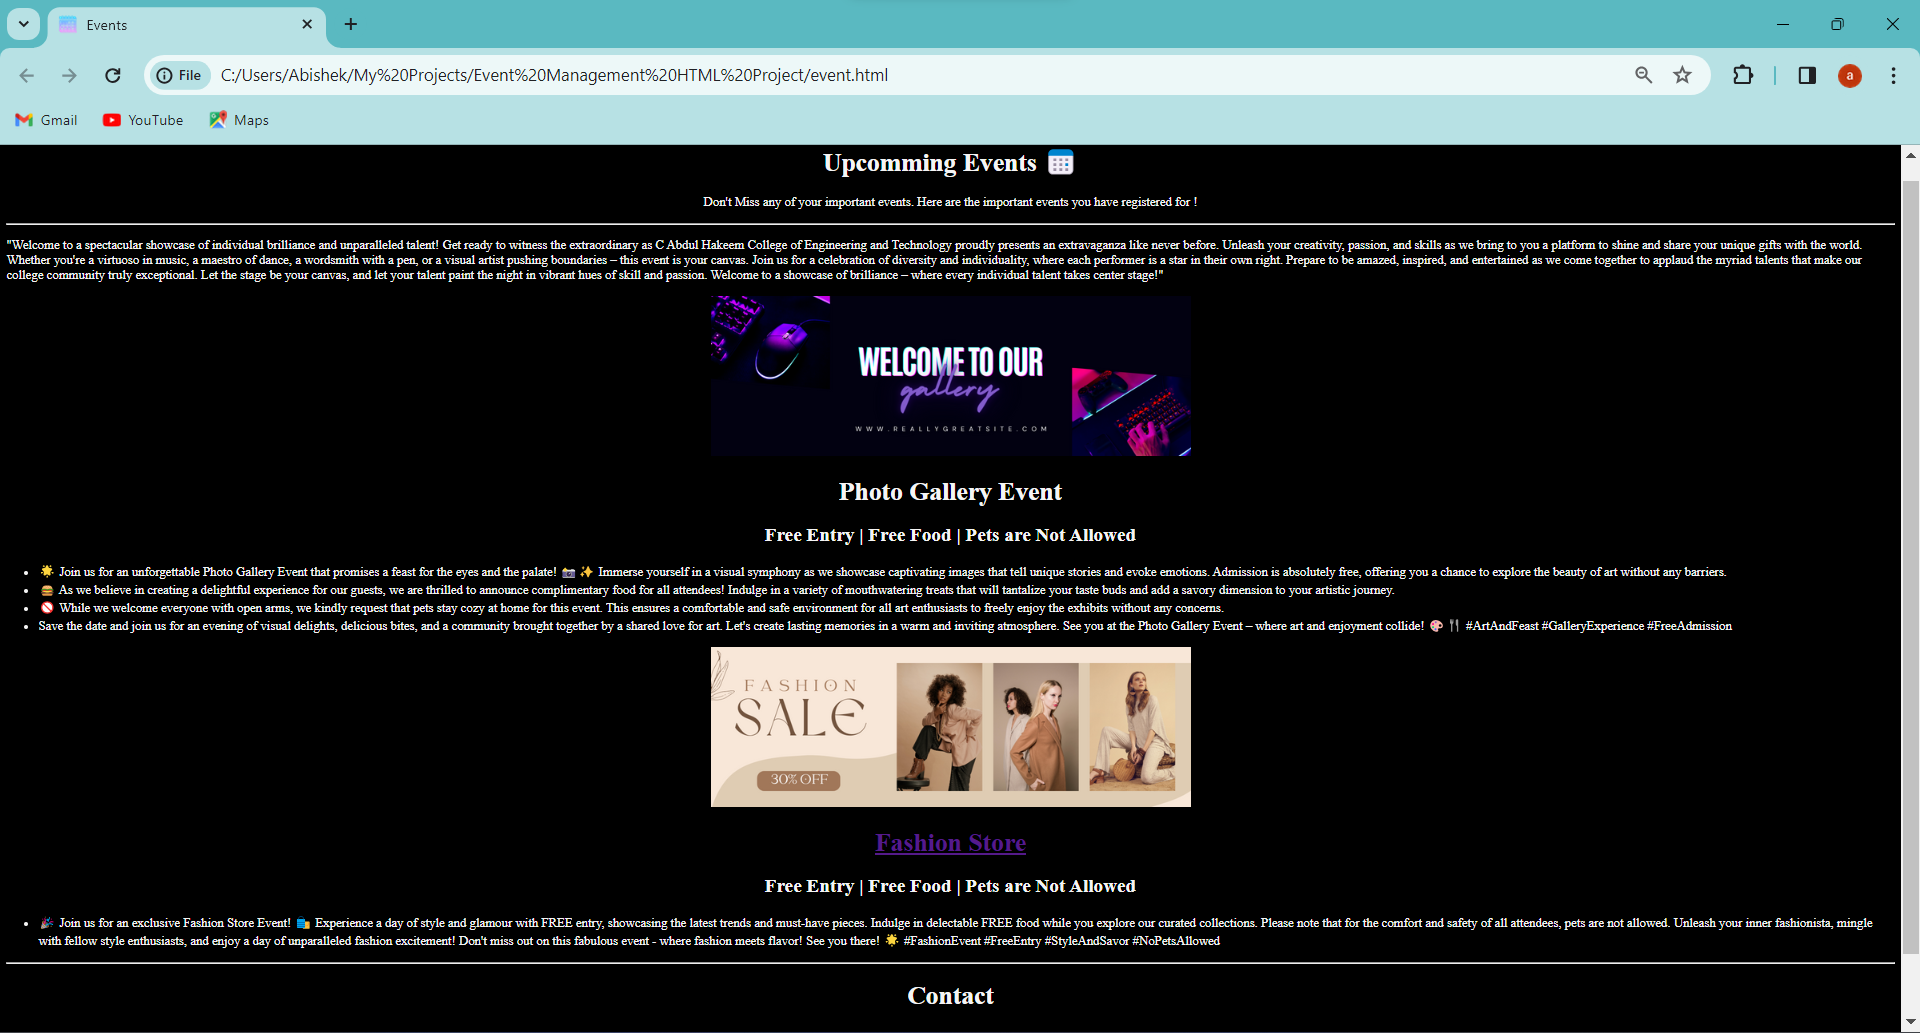 Events
File
C:/Users/Abishek/My%20Projects/Event%20Management%20HTML%20Project/event.html
a
Gmail
YouTube
Maps
Upcomming Events
Don't Miss any of your important events. Here are the important events you have registered for !
"Welcome to a spectacular showcase of individual brilliance and unparalleled talent! Get ready to witness the extraordinary as C Abdul Hakeem College of Engineering and Technology proudly presents an extravaganza like never before. Unleash your creativity, passion, and skills as we bring to you a platform to shine and share your unique gifts with the world.
Whether you're a virtuoso in music, a maestro of dance, a wordsmith with a pen, or a visual artist pushing boundaries – this event is your canvas. Join us for a celebration of diversity and individuality, where each performer is a star in their own right. Prepare to be amazed, inspired, and entertained as we come together to applaud the myriad talents that make our
college community truly exceptional. Let the stage be your canvas, and let your talent paint the night in vibrant hues of skill and passion. Welcome to a showcase of brilliance – where every individual talent takes center stage!"
WELCOME TO OUR
gallery
WWW.REALLYGREATSITE.COM
Photo Gallery Event
Free Entry | Free Food | Pets are Not Allowed
• 🌟 Join us for an unforgettable Photo Gallery Event that promises a feast for the eyes and the palate! 📸 ✨ Immerse yourself in a visual symphony as we showcase captivating images that tell unique stories and evoke emotions. Admission is absolutely free, offering you a chance to explore the beauty of art without any barriers.
• 🍔 As we believe in creating a delightful experience for our guests, we are thrilled to announce complimentary food for all attendees! Indulge in a variety of mouthwatering treats that will tantalize your taste buds and add a savory dimension to your artistic journey.
• 🚫 While we welcome everyone with open arms, we kindly request that pets stay cozy at home for this event. This ensures a comfortable and safe environment for all art enthusiasts to freely enjoy the exhibits without any concerns.
• Save the date and join us for an evening of visual delights, delicious bites, and a community brought together by a shared love for art. Let's create lasting memories in a warm and inviting atmosphere. See you at the Photo Gallery Event – where art and enjoyment collide! 🎨 🍴 #ArtAndFeast #GalleryExperience #FreeAdmission
FASHION
SALE
30% OFF
Fashion Store
Free Entry | Free Food | Pets are Not Allowed
• 🎉 Join us for an exclusive Fashion Store Event! 🛍️ Experience a day of style and glamour with FREE entry, showcasing the latest trends and must-have pieces. Indulge in delectable FREE food while you explore our curated collections. Please note that for the comfort and safety of all attendees, pets are not allowed. Unleash your inner fashionista, mingle
with fellow style enthusiasts, and enjoy a day of unparalleled fashion excitement! Don't miss out on this fabulous event - where fashion meets flavor! See you there! 🌟 #FashionEvent #FreeEntry #StyleAndSavor #NoPetsAllowed
Contact